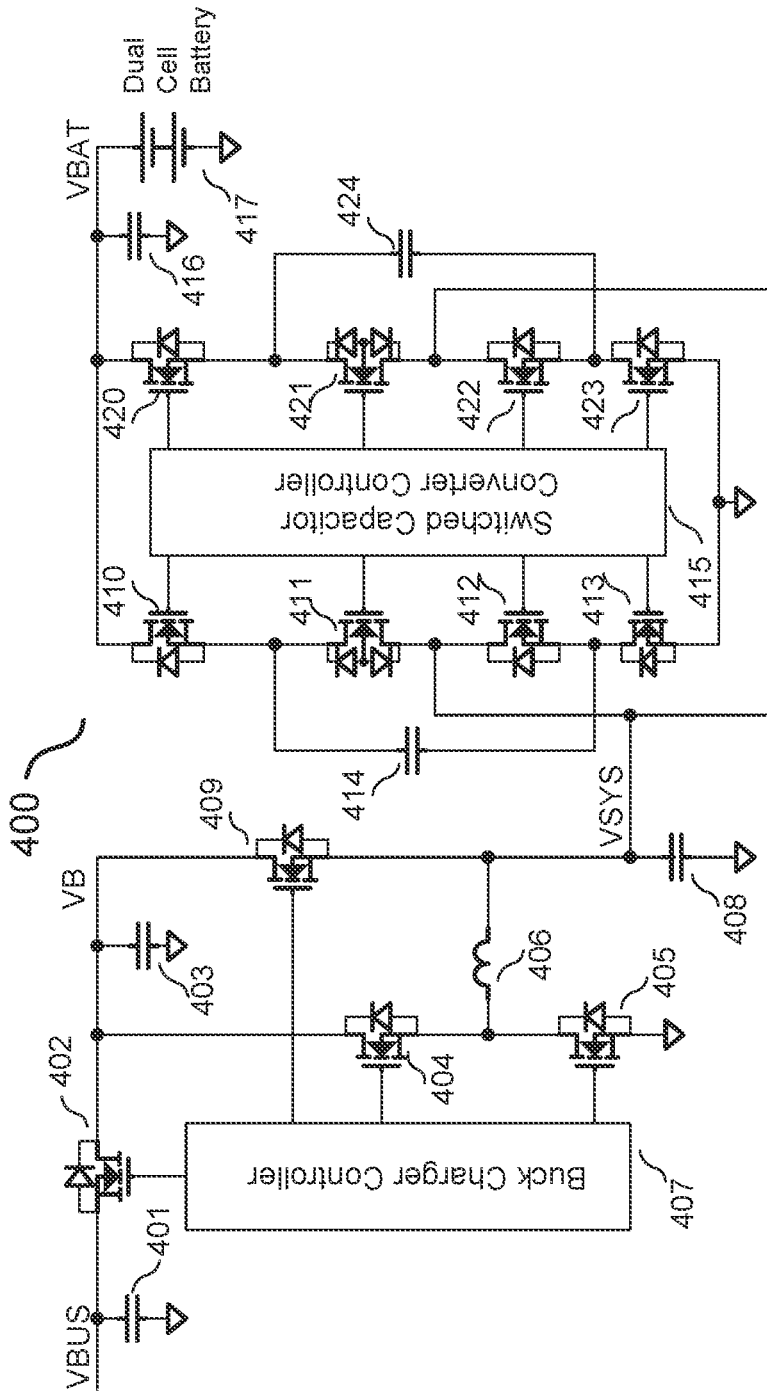 400
VBUS
401
402
VB
403
404
405
406
Buck Charger Controller
407
408
409
VSYS
410
411
412
413
414
Switched Capacitor
Converter Controller
415
VBAT
416
417
Dual
Cell
Battery
420
421
422
423
424